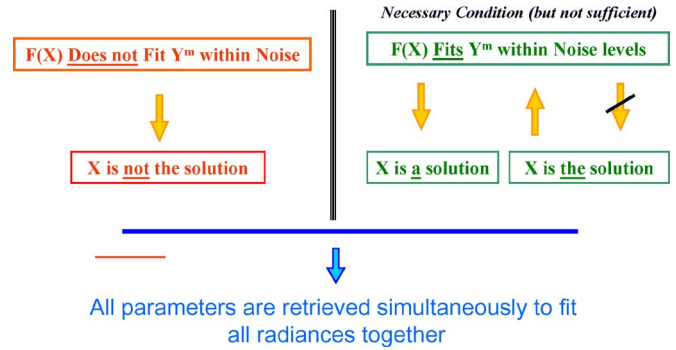 Necessary Condition (but not sufficient)
F(X) Does not Fit Yᵐ within Noise
F(X) Fits Yᵐ within Noise levels
X is not the solution
X is a solution
X is the solution
All parameters are retrieved simultaneously to fit
all radiances together